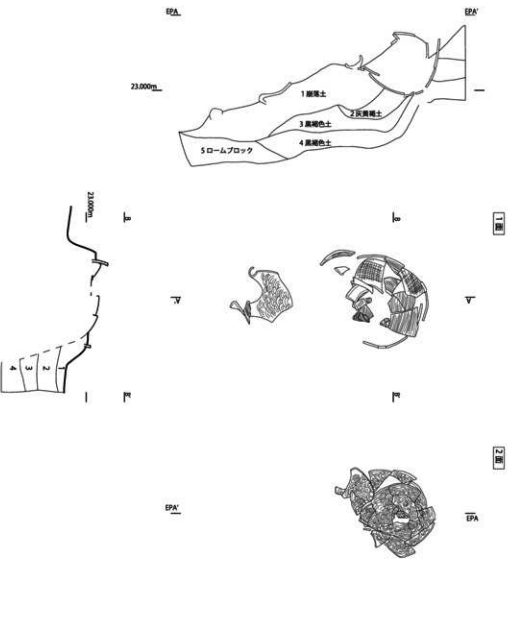 EPA
EPA'
23.000m
1 崩落土
2 灰黄褐土
3 黒褐色土
4 黒褐色土
5 ロームブロック
23.000m
B
B
1面
A'
A
1
2
3
4
B'
B'
2面
EPA'
EPA